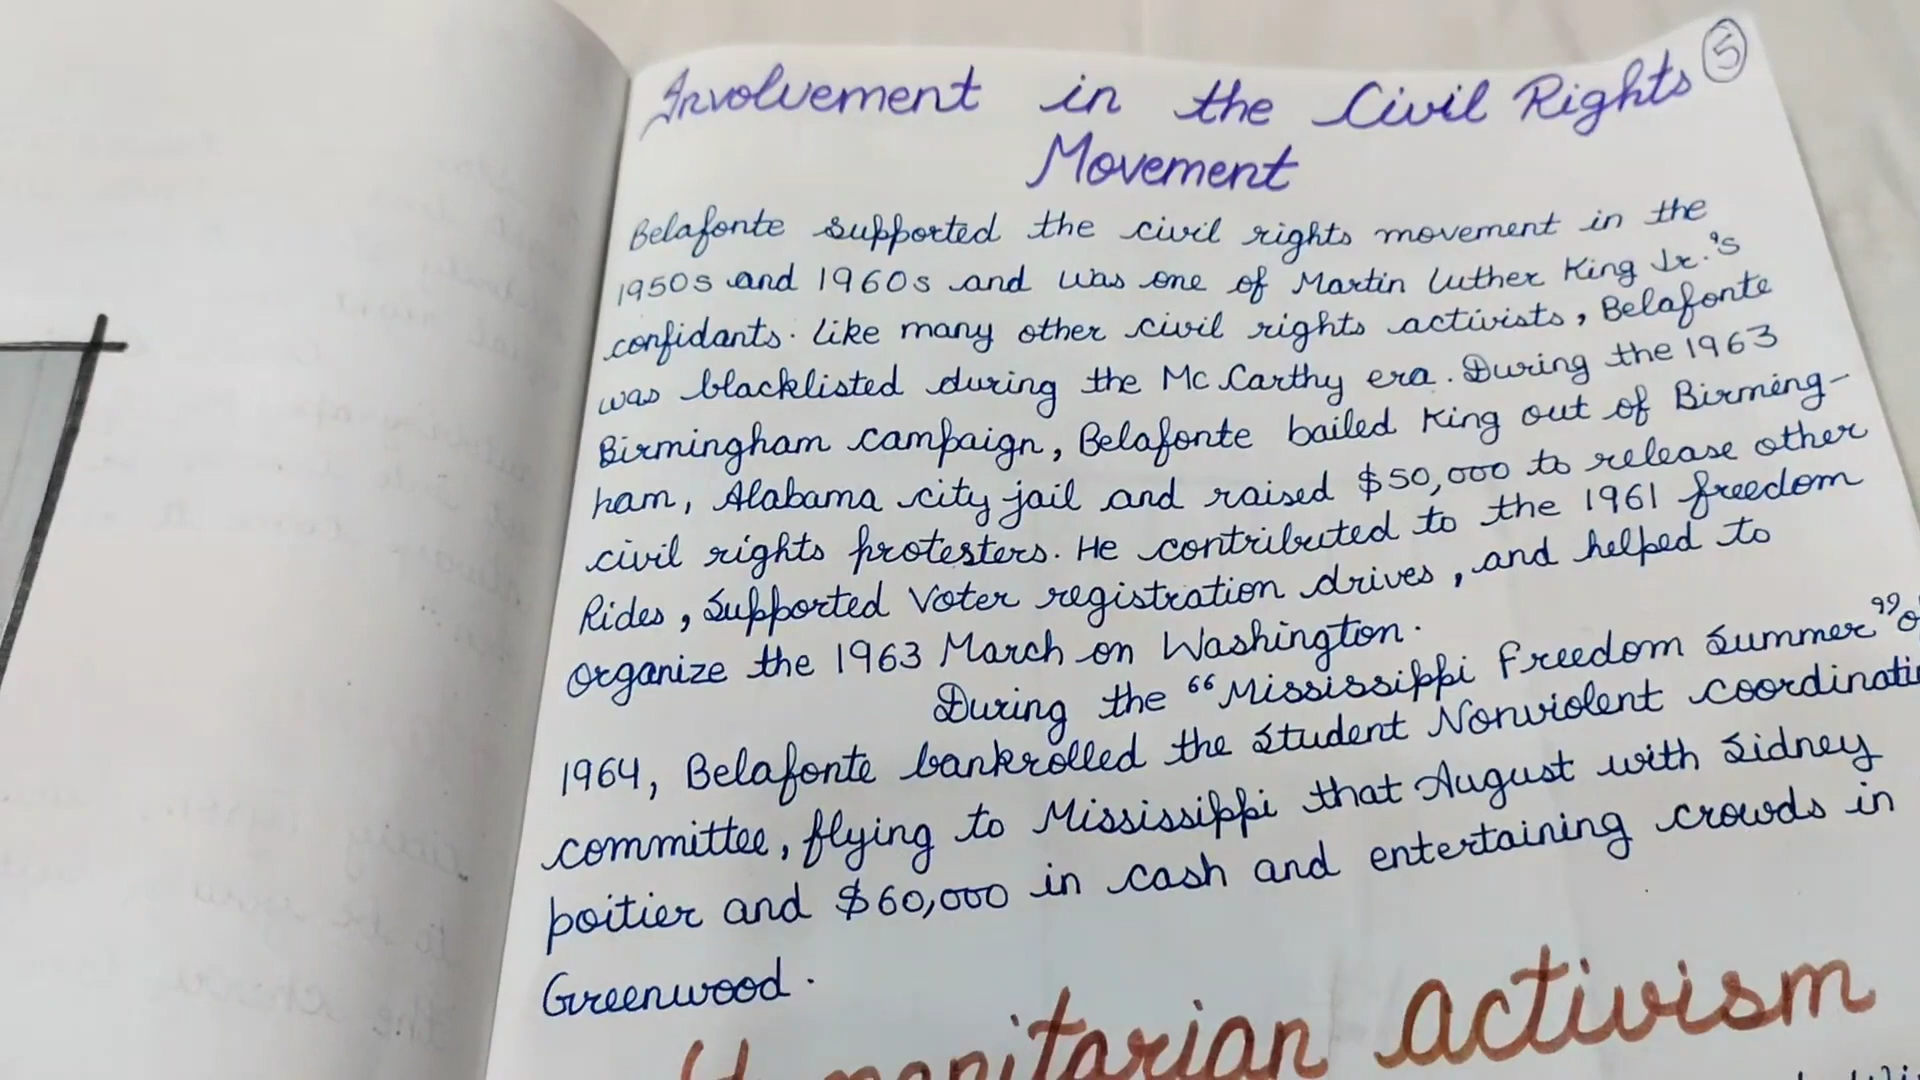 Involvement in the Civil Rights
5
Movement
Belafonte supported the civil rights movement in the
1950s and 1960s and was one of Martin Luther King Jr.'s
confidants. Like many other civil rights activists, Belafonte
was blacklisted during the Mc Carthy era. During the 1963
Birmingham campaign, Belafonte bailed King out of Birming-
ham, Alabama city jail and raised $50,000 to release other
civil rights protesters. He contributed to the 1961 freedom
Rides, supported Voter registration drives, and helped to
organize the 1963 March on Washington.
During the "Mississippi Freedom Summer"
1964, Belafonte bankrolled the Student Nonviolent coordinatin
committee, flying to Mississippi that August with Sidney
poitier and $60,000 in cash and entertaining crowds in
Greenwood.
Humanitarian activism